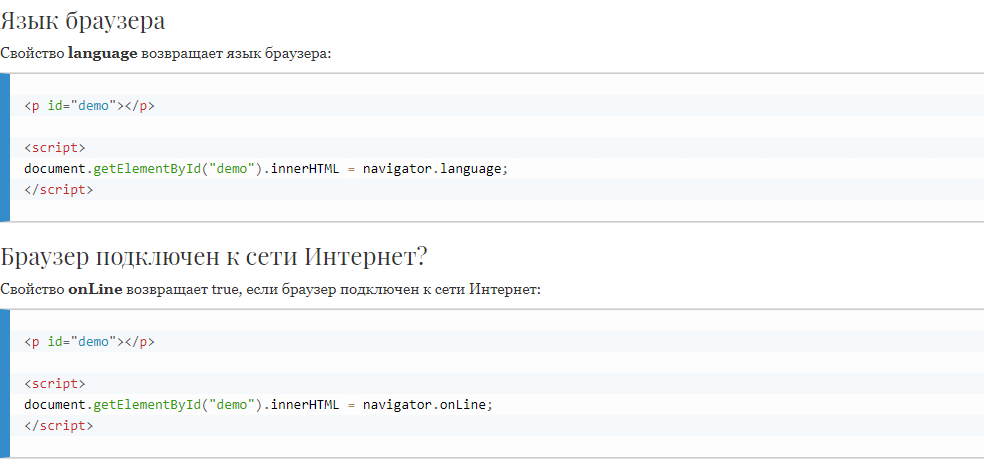 Язык браузера
Свойство language возвращает язык браузера:
<p id="demo"></p>
<script>
document.getElementById("demo").innerHTML = navigator.language;
</script>
Браузер подключен к сети Интернет?
Свойство onLine возвращает true, если браузер подключен к сети Интернет:
<p id="demo"></p>
<script>
document.getElementById("demo").innerHTML = navigator.onLine;
</script>